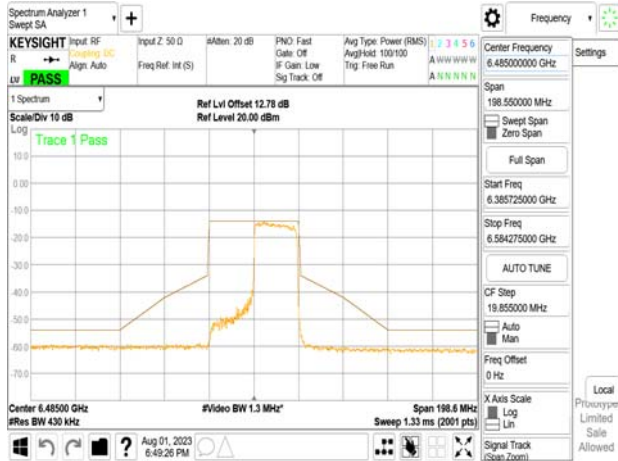 Spectrum Analyzer 1
Swept SA
Frequency
KEYSIGHT
Input: RF
Coupling: DC
Align: Auto
Input Z: 50 Ω
Freq Ref: Int (S)
#Atten: 20 dB
PNO: Fast
Gate: Off
IF Gain: Low
Sig Track: Off
Avg Type: Power (RMS)
Avg|Hold: 100/100
Trig: Free Run
1 2 3 4 5 6
A W W W W W
A N N N N N
R
LV
PASS
1 Spectrum
Scale/Div 10 dB
Ref Lvl Offset 12.78 dB
Ref Level 20.00 dBm
Log
Trace 1 Pass
10.0
0.00
-10.0
-20.0
-30.0
-40.0
-50.0
-60.0
-70.0
Center 6.48500 GHz
#Res BW 430 kHz
#Video BW 1.3 MHz*
Span 198.6 MHz
Sweep 1.33 ms (2001 pts)
Aug 01, 2023
6:49:26 PM
Center Frequency
6.485000000 GHz
Settings
Span
198.550000 MHz
Swept Span
Zero Span
Full Span
Start Freq
6.385725000 GHz
Stop Freq
6.584275000 GHz
AUTO TUNE
CF Step
19.855000 MHz
Auto
Man
Freq Offset
0 Hz
X Axis Scale
Log
Lin
Signal Track
(Span Zoom)
Local
Prototype
Limited
Sale
Allowed